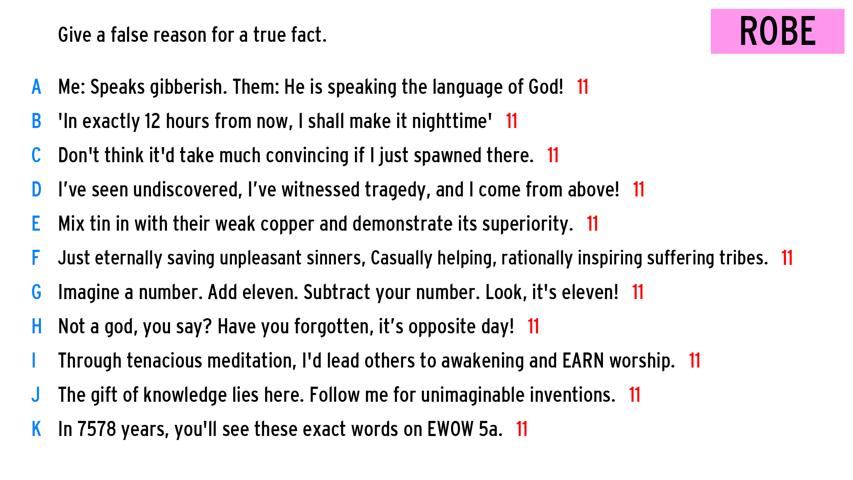 Give a false reason for a true fact.
ROBE
A Me: Speaks gibberish. Them: He is speaking the language of God! 11
B 'In exactly 12 hours from now, I shall make it nighttime' 11
C Don't think it'd take much convincing if I just spawned there. 11
D I’ve seen undiscovered, I’ve witnessed tragedy, and I come from above! 11
E Mix tin in with their weak copper and demonstrate its superiority. 11
F Just eternally saving unpleasant sinners, Casually helping, rationally inspiring suffering tribes. 11
G Imagine a number. Add eleven. Subtract your number. Look, it's eleven! 11
H Not a god, you say? Have you forgotten, it’s opposite day! 11
I Through tenacious meditation, I'd lead others to awakening and EARN worship. 11
J The gift of knowledge lies here. Follow me for unimaginable inventions. 11
K In 7578 years, you'll see these exact words on EWOW 5a. 11